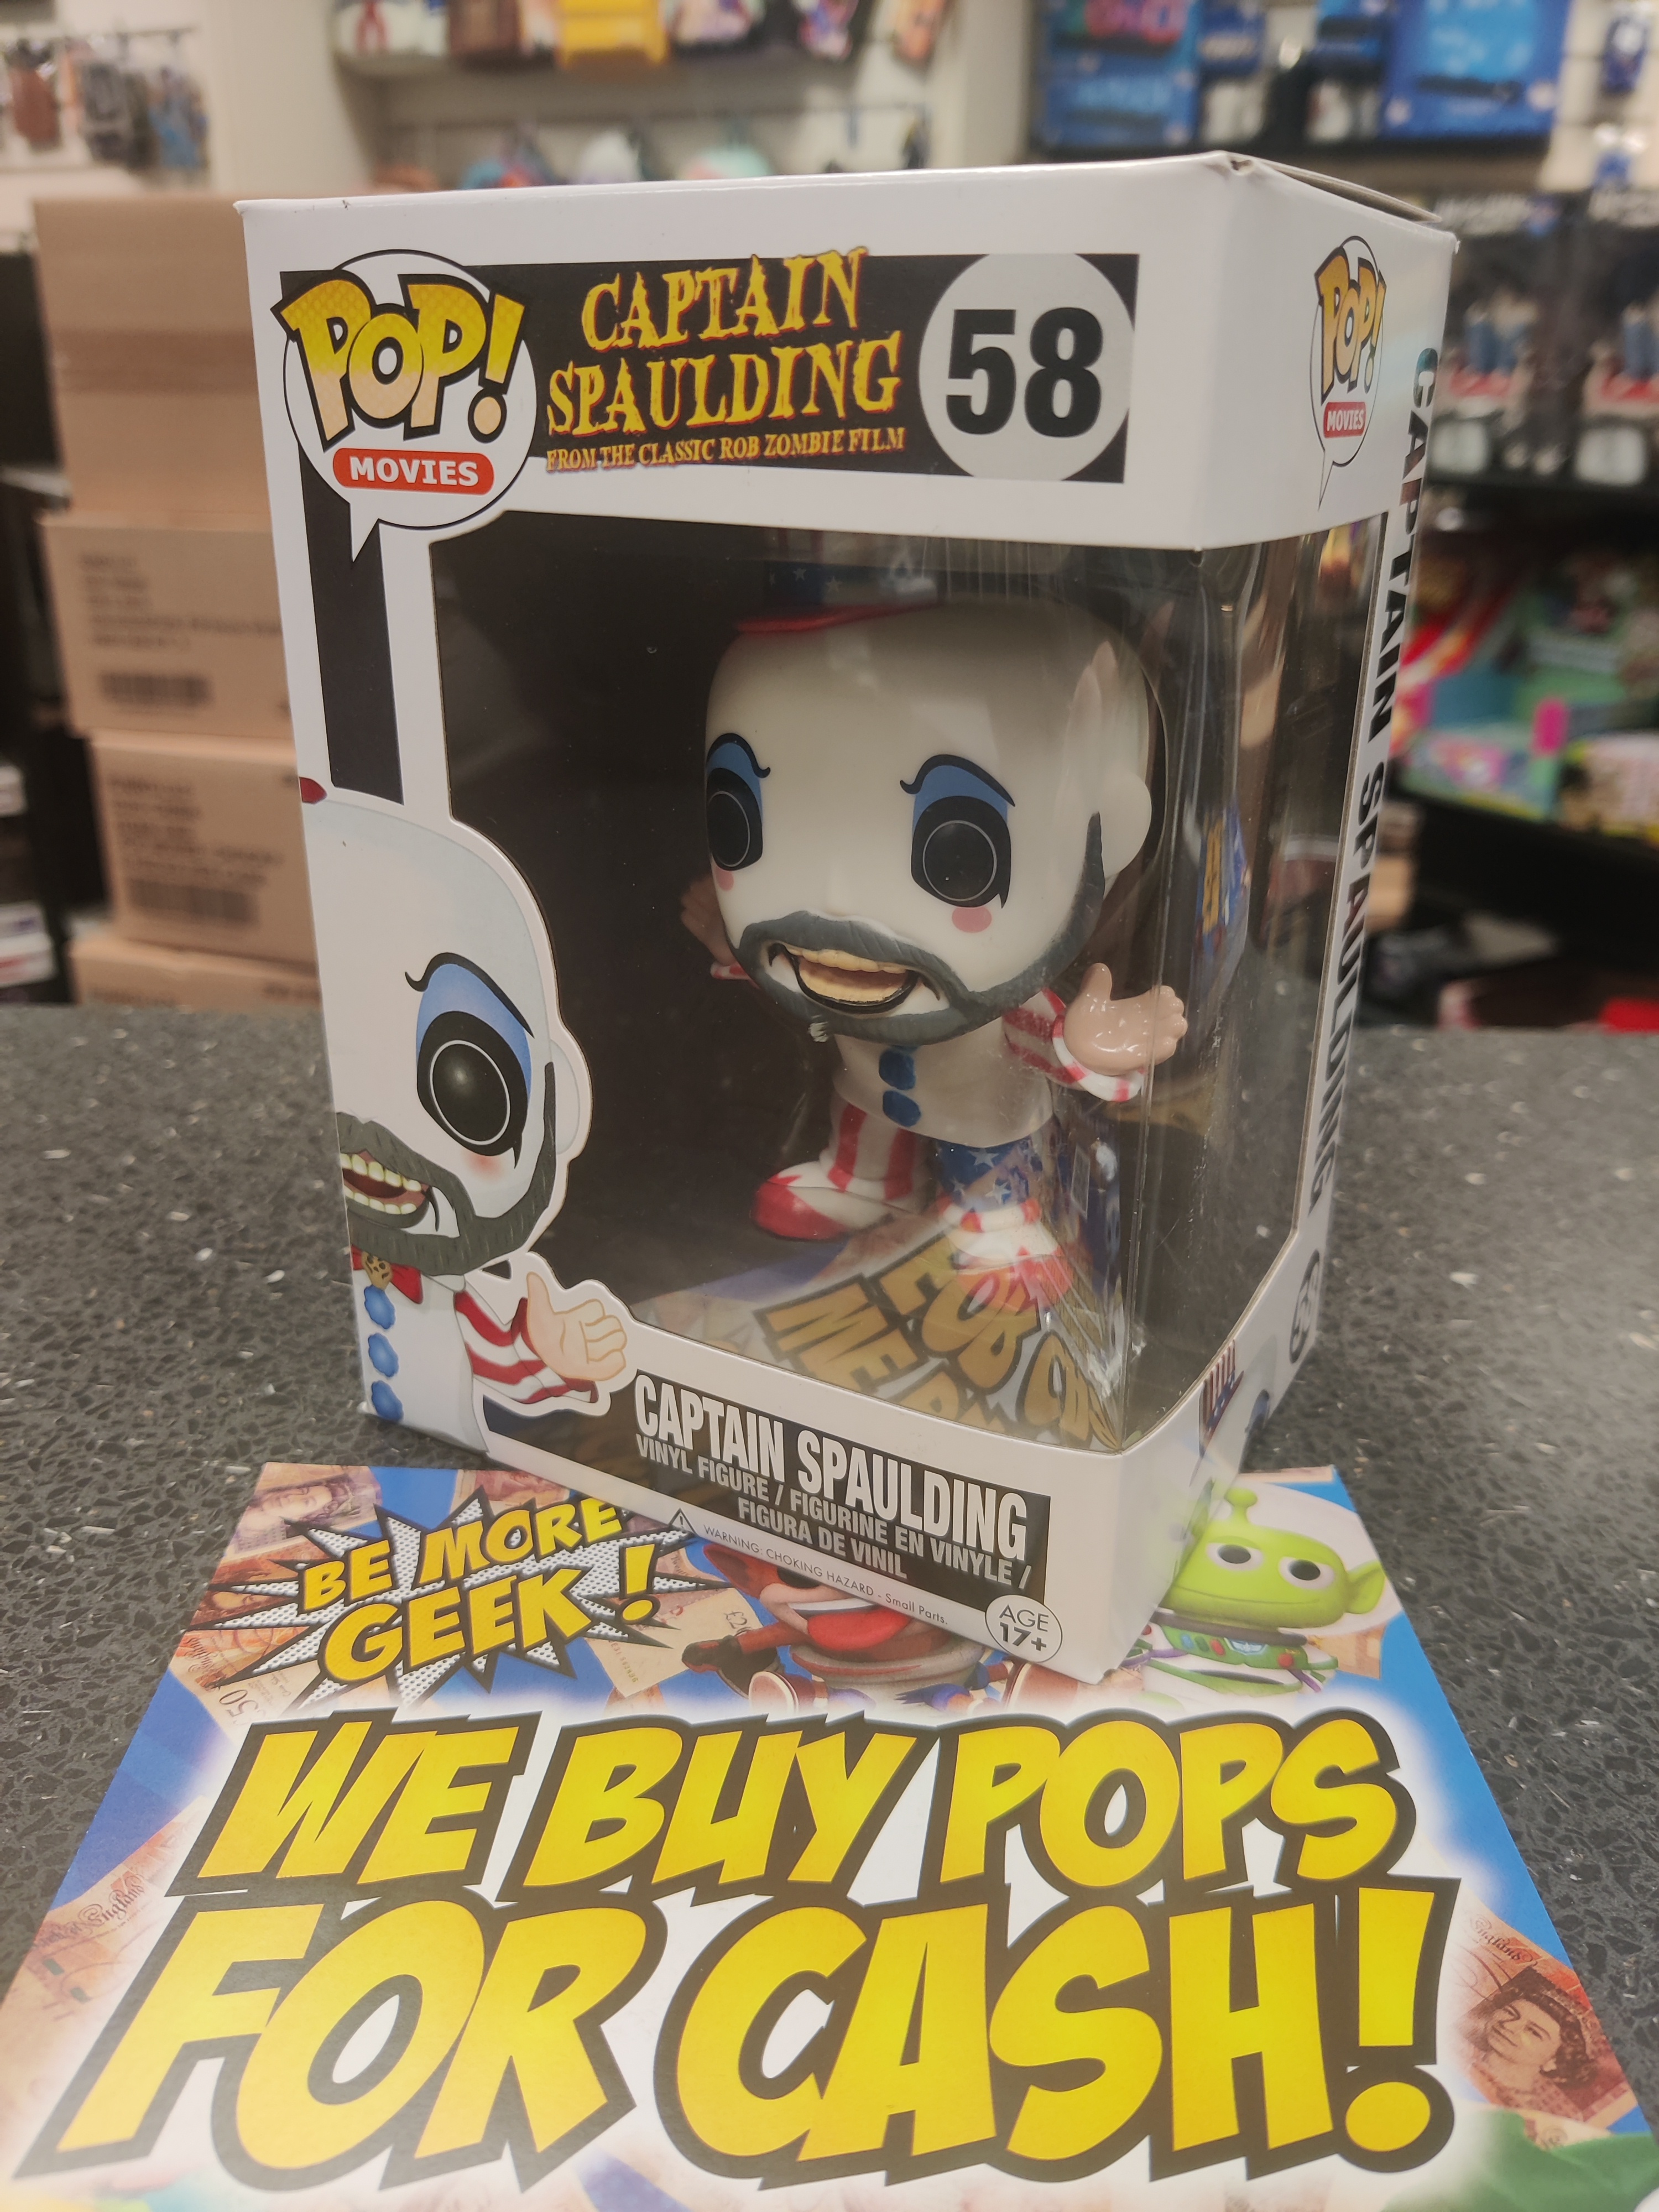 POP!
MOVIES
CAPTAIN
SPAULDING
FROM THE CLASSIC ROB ZOMBIE FILM
58
POP!
MOVIES
CAPTAIN SPAULDING
58
CAPTAIN SPAULDING
VINYL FIGURE / FIGURINE EN VINYLE /
FIGURA DE VINIL
WARNING: CHOKING HAZARD - Small Parts.
AGE
17+
BE MORE
GEEK!
WE BUY POPS
FOR CASH!